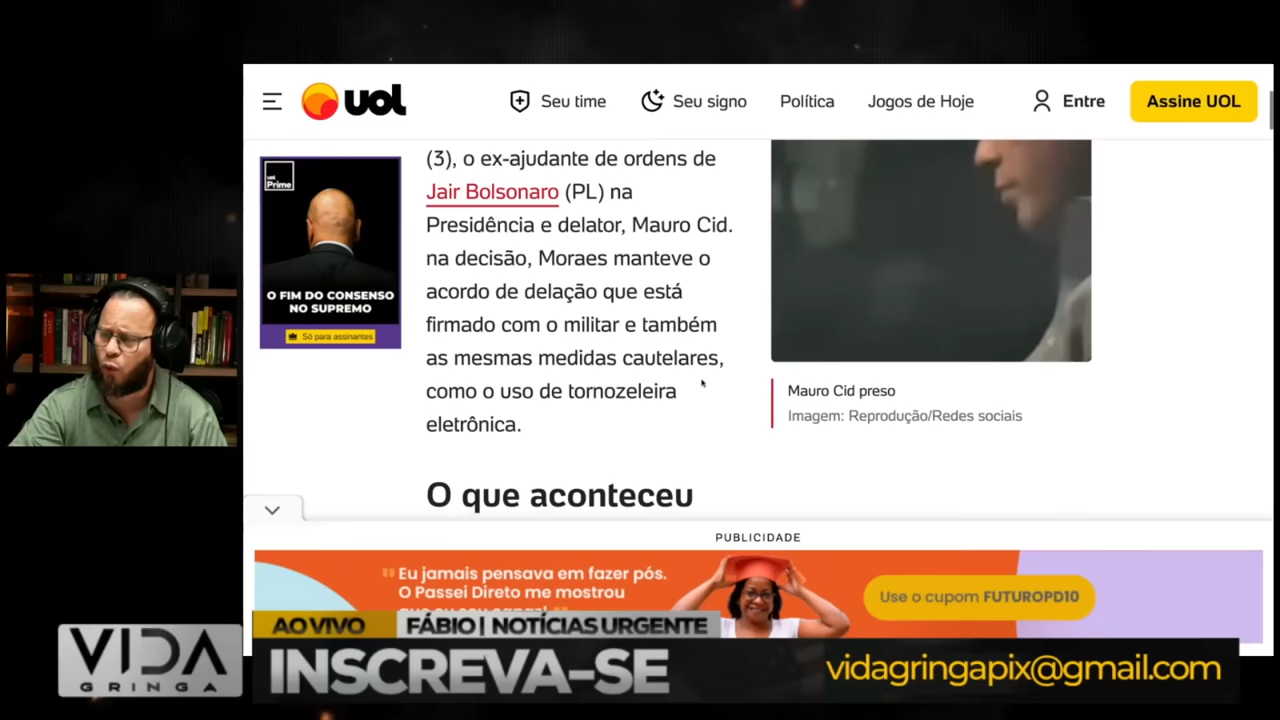 uol
Seu time
Seu signo
Política
Jogos de Hoje
Entre
Assine UOL
uol
Prime
O FIM DO CONSENSO
NO SUPREMO
Só para assinantes
(3), o ex-ajudante de ordens de
Jair Bolsonaro (PL) na
Presidência e delator, Mauro Cid.
na decisão, Moraes manteve o
acordo de delação que está
firmado com o militar e também
as mesmas medidas cautelares,
como o uso de tornozeleira
eletrônica.
Mauro Cid preso
Imagem: Reprodução/Redes sociais
O que aconteceu
PUBLICIDADE
"Eu jamais pensava em fazer pós.
O Passei Direto me mostrou
Use o cupom FUTUROPD10
AO VIVO
FÁBIO | NOTÍCIAS URGENTE
VIDA
GRINGA
INSCREVA-SE
vidagringapix@gmail.com